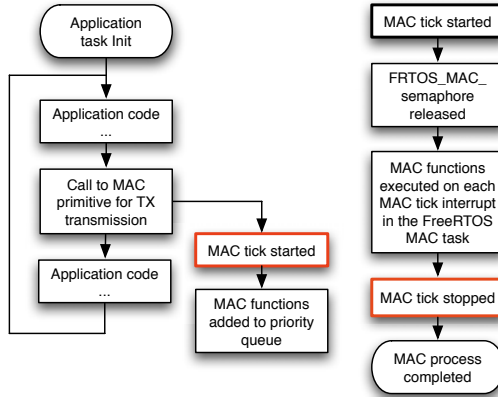 Application
task Init
Application code
...
Call to MAC
primitive for TX
transmission
Application code
...
MAC tick started
MAC functions
added to priority
queue
MAC tick started
FRTOS_MAC_
semaphore
released
MAC functions
executed on each
MAC tick interrupt
in the FreeRTOS
MAC task
MAC tick stopped
MAC process
completed